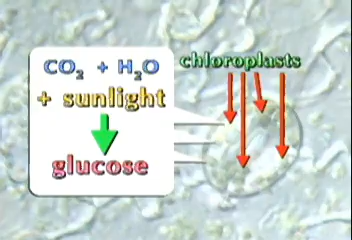 CO₂ + H₂O
+ sunlight
glucose
chloroplasts